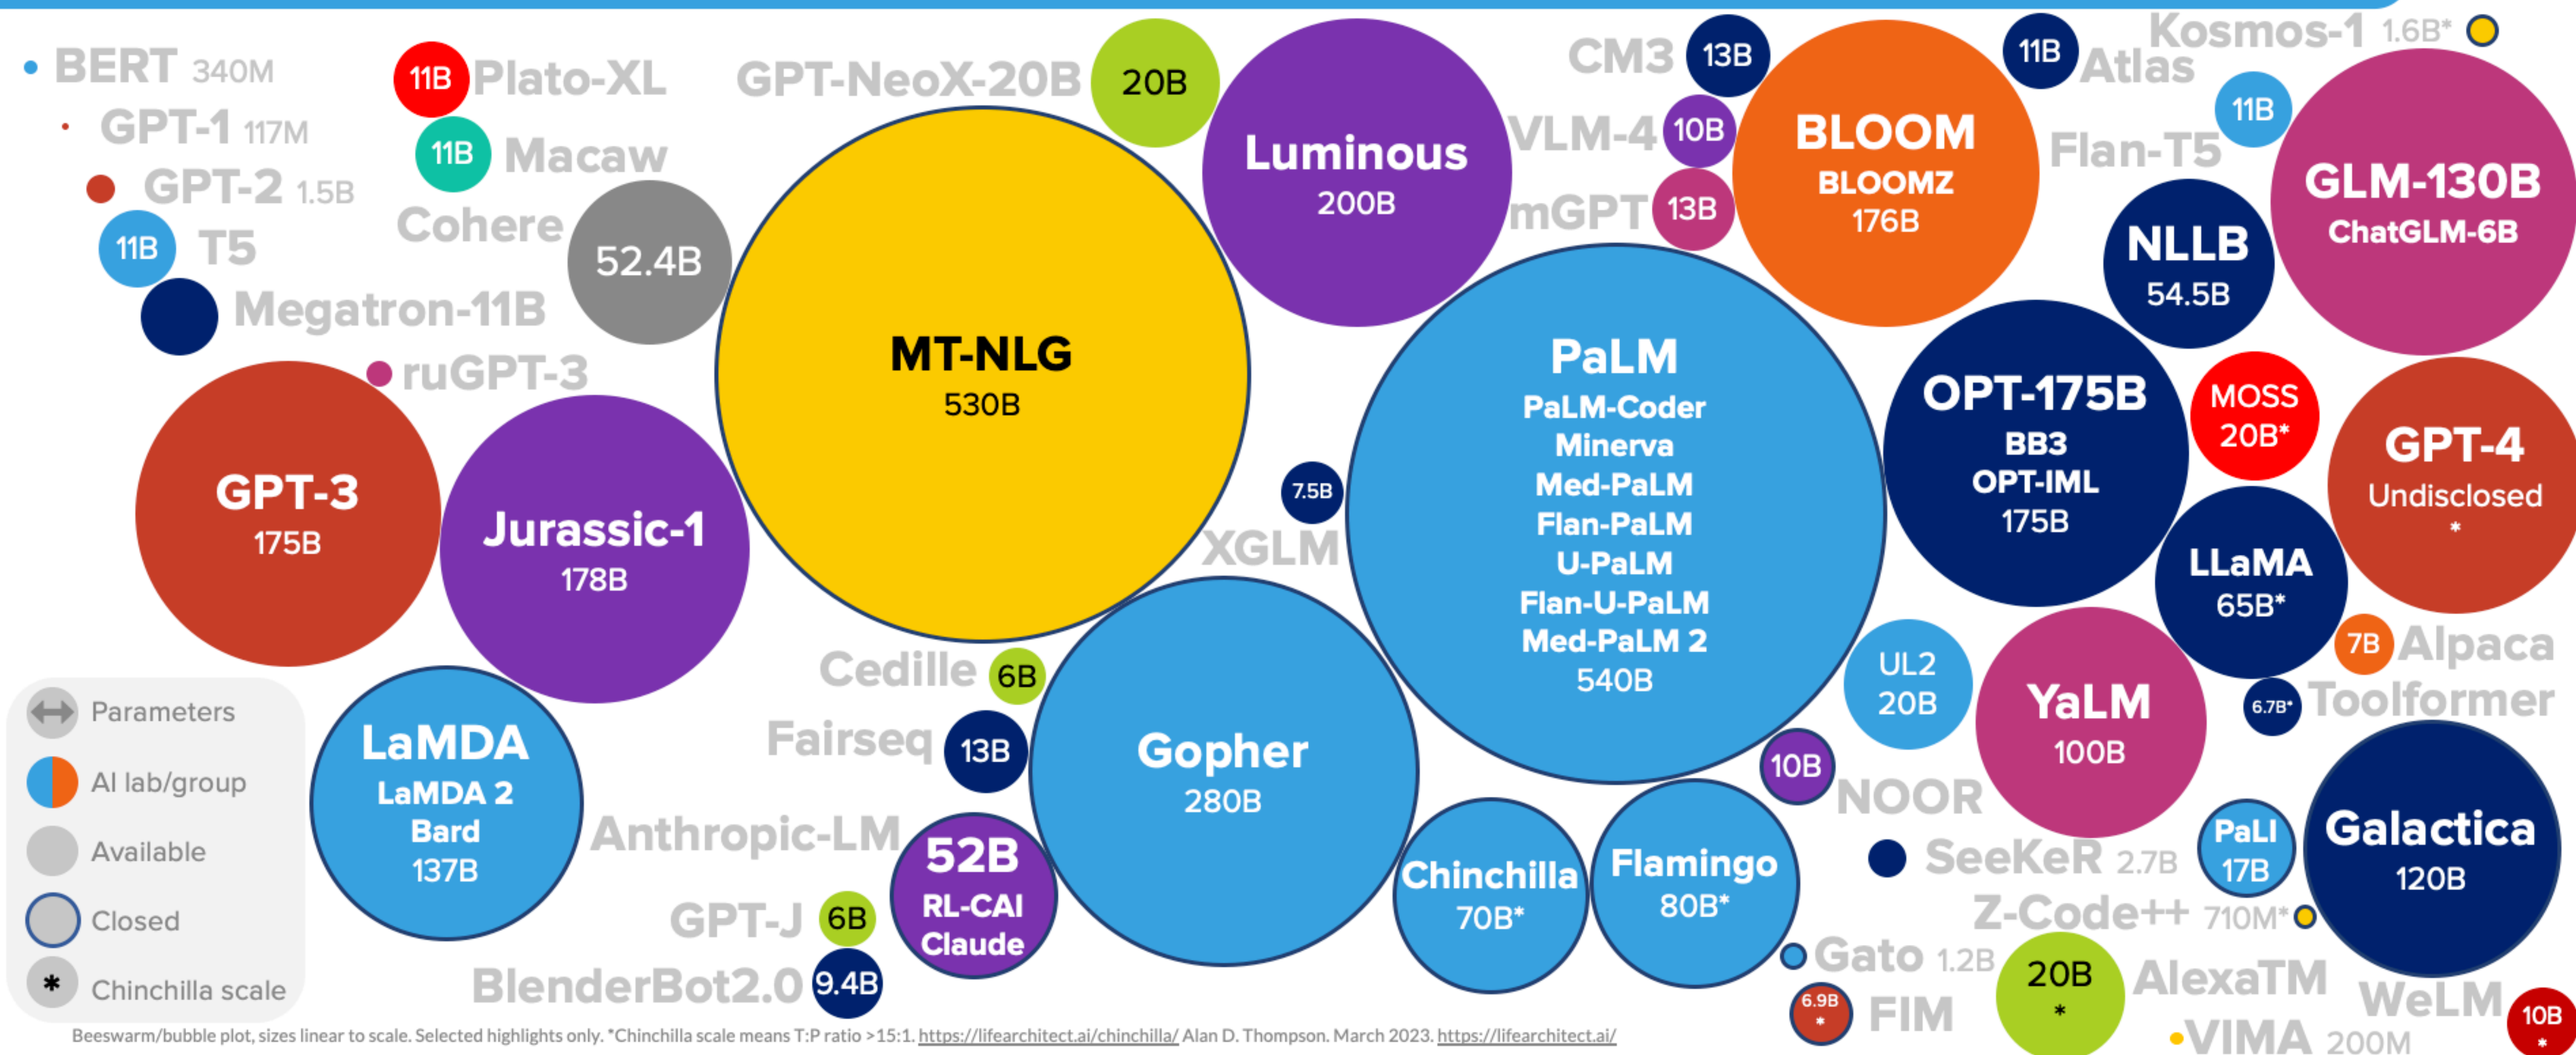 BERT 340M
GPT-1 117M
GPT-2 1.5B
11B T5
Megatron-11B
11B Plato-XL
11B Macaw
Cohere
52.4B
ruGPT-3
GPT-3
175B
Jurassic-1
178B
GPT-NeoX-20B
20B
MT-NLG
530B
Luminous
200B
CM3 13B
VLM-4 10B
mGPT 13B
BLOOM
BLOOMZ
176B
11B Atlas
Kosmos-1 1.6B*
11B
Flan-T5
GLM-130B
ChatGLM-6B
NLLB
54.5B
7.5B
XGLM
PaLM
PaLM-Coder
Minerva
Med-PaLM
Flan-PaLM
U-PaLM
Flan-U-PaLM
Med-PaLM 2
540B
OPT-175B
BB3
OPT-IML
175B
MOSS
20B*
GPT-4
Undisclosed
*
LLaMA
65B*
7B Alpaca
6.7B* Toolformer
UL2
20B
YaLM
100B
LaMDA
LaMDA 2
Bard
137B
Cedille 6B
Fairseq 13B
Anthropic-LM
52B
RL-CAI
Claude
GPT-J 6B
BlenderBot2.0 9.4B
Gopher
280B
Chinchilla
70B*
Flamingo
80B*
10B
NOOR
SeeKeR 2.7B
PaLI
17B
Galactica
120B
Z-Code++ 710M*
Gato 1.2B
6.9B
*
FIM
20B
*
AlexaTM
WeLM
10B
*
VIMA 200M
Parameters
AI lab/group
Available
Closed
* Chinchilla scale
Beeswarm/bubble plot, sizes linear to scale. Selected highlights only. *Chinchilla scale means T:P ratio >15:1. https://lifearchitect.ai/chinchilla/ Alan D. Thompson. March 2023. https://lifearchitect.ai/